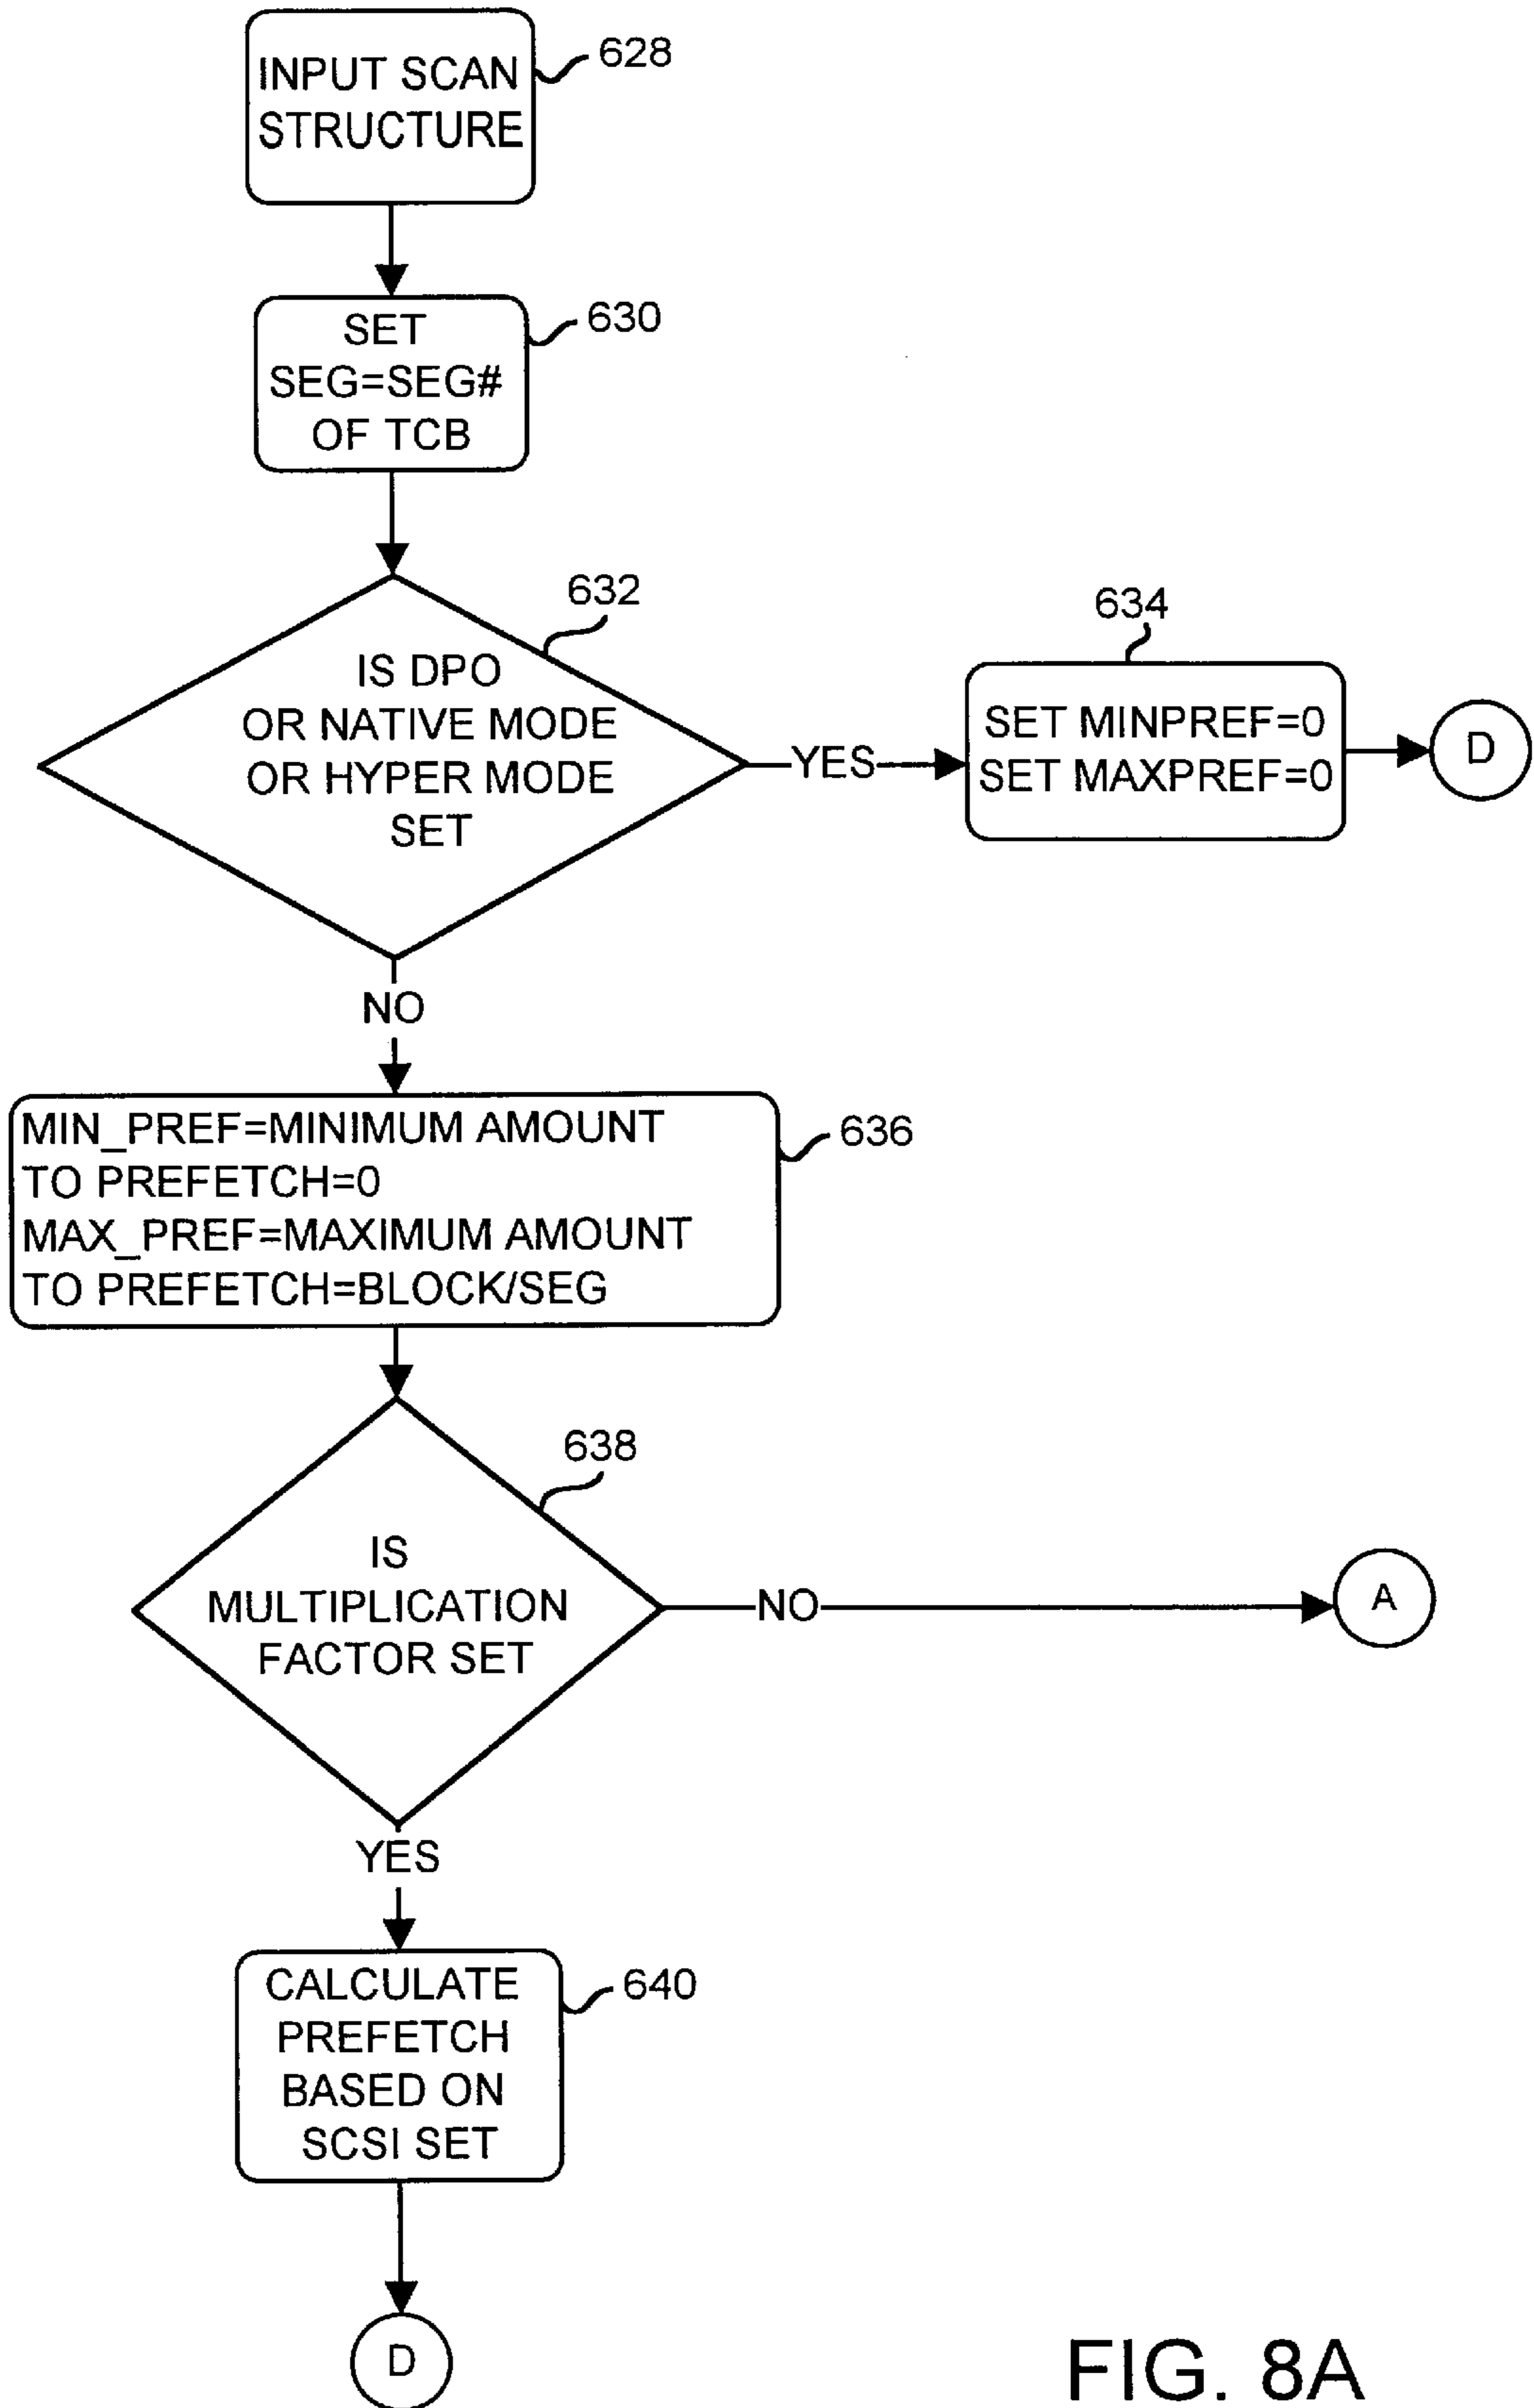 INPUT SCAN
STRUCTURE
628
SET
SEG=SEG#
OF TCB
630
IS DPO
OR NATIVE MODE
OR HYPER MODE
SET
632
YES
634
SET MINPREF=0
SET MAXPREF=0
D
NO
MIN_PREF=MINIMUM AMOUNT
TO PREFETCH=0
MAX_PREF=MAXIMUM AMOUNT
TO PREFETCH=BLOCK/SEG
636
IS
MULTIPLICATION
FACTOR SET
638
NO
A
YES
CALCULATE
PREFETCH
BASED ON
SCSI SET
640
D
FIG. 8A